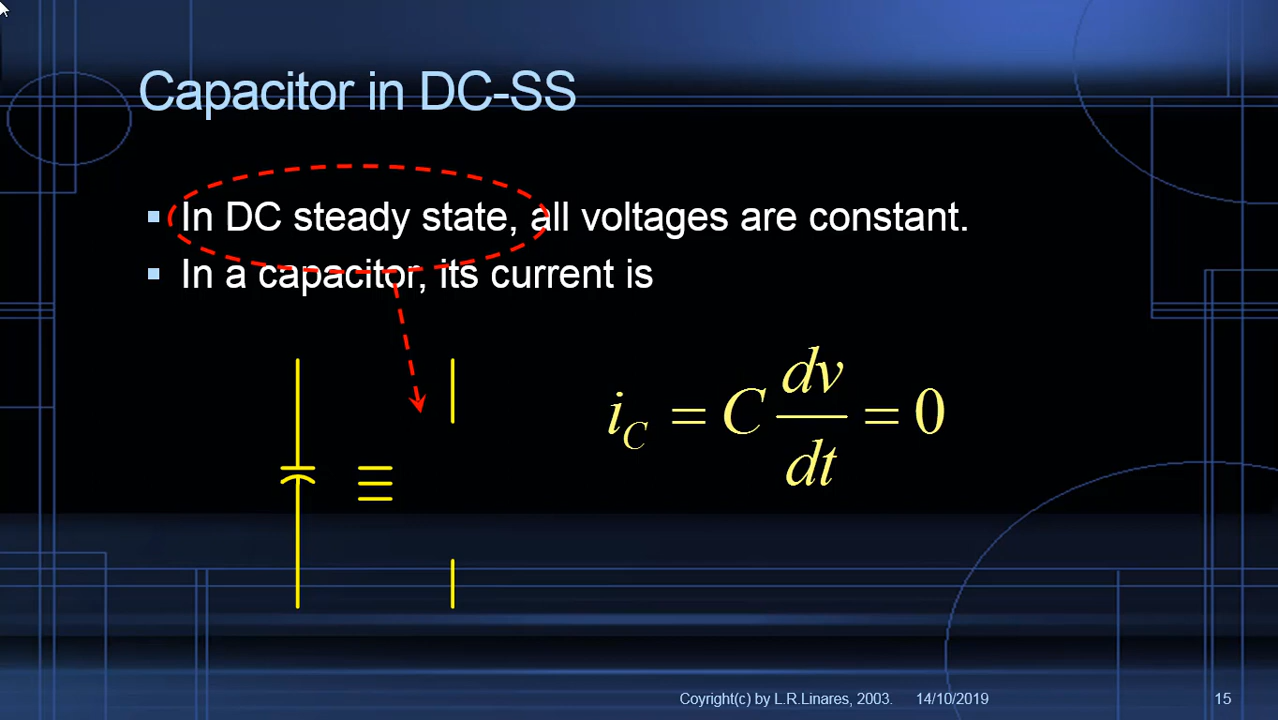 Capacitor in DC-SS
In DC steady state, all voltages are constant.
In a capacitor, its current is
i_C = C dv/dt = 0
Coyright(c) by L.R.Linares, 2003. 14/10/2019 15